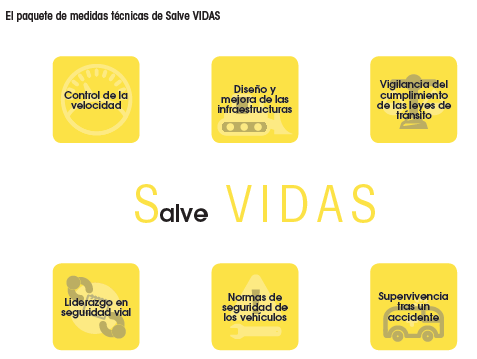 El paquete de medidas técnicas de Salve VIDAS
Control de la
velocidad
Diseño y
mejora de las
infraestructuras
Vigilancia del
cumplimiento
de las leyes de
tránsito
Salve VIDAS
Liderazgo en
seguridad vial
Normas de
seguridad de
los vehículos
Supervivencia
tras un
accidente